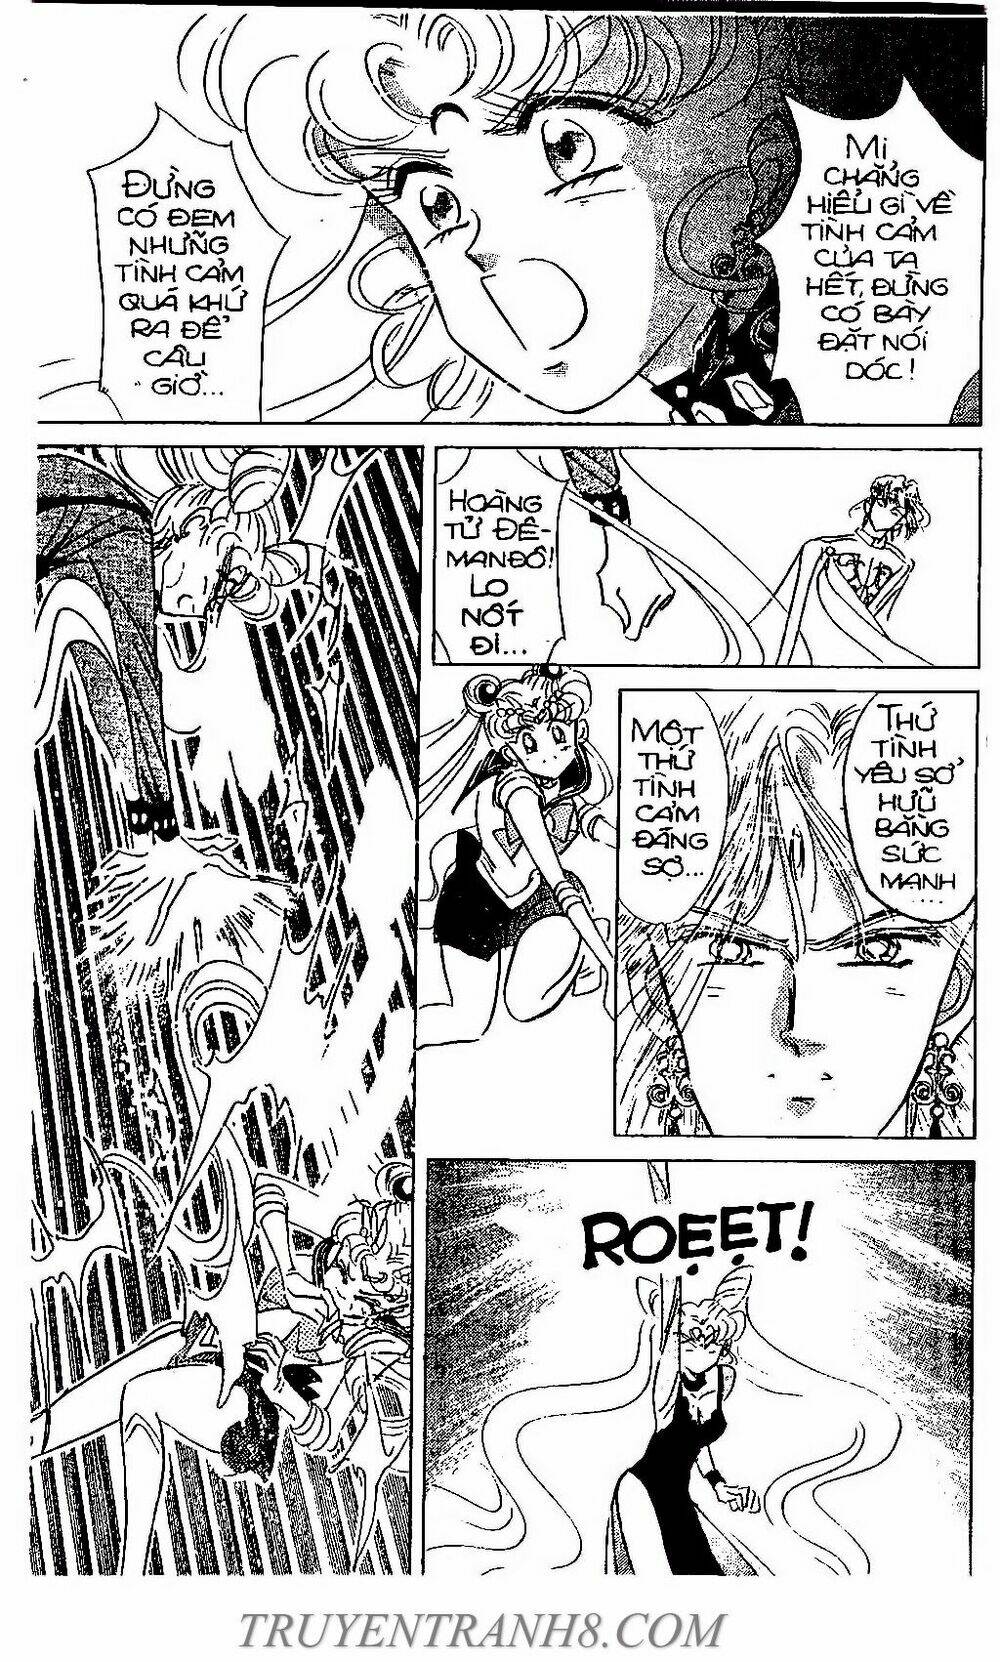 MI
CHẲNG
HIỂU GÌ VỀ
TÌNH CẢM
CỦA TA
HẾT, ĐỪNG
CÓ BÀY
ĐẶT NÓI
DÓC!
ĐỪNG
CÓ ĐEM
NHỮNG
TÌNH CẢM
QUÁ KHỨ
RA ĐỂ
CÂU
GIỜ...
HOÀNG
TỬ ĐÊ-
MANĐÔ!
LO
NỐT
ĐI...
THỨ
TÌNH
YÊU SỞ
HƯŨ
BẰNG
SỨC
MẠNH
....
MỘT
THỨ
TÌNH
CẢM
ĐÁNG
SỢ...
ROẸẸT!
TRUYENTRANH8.COM